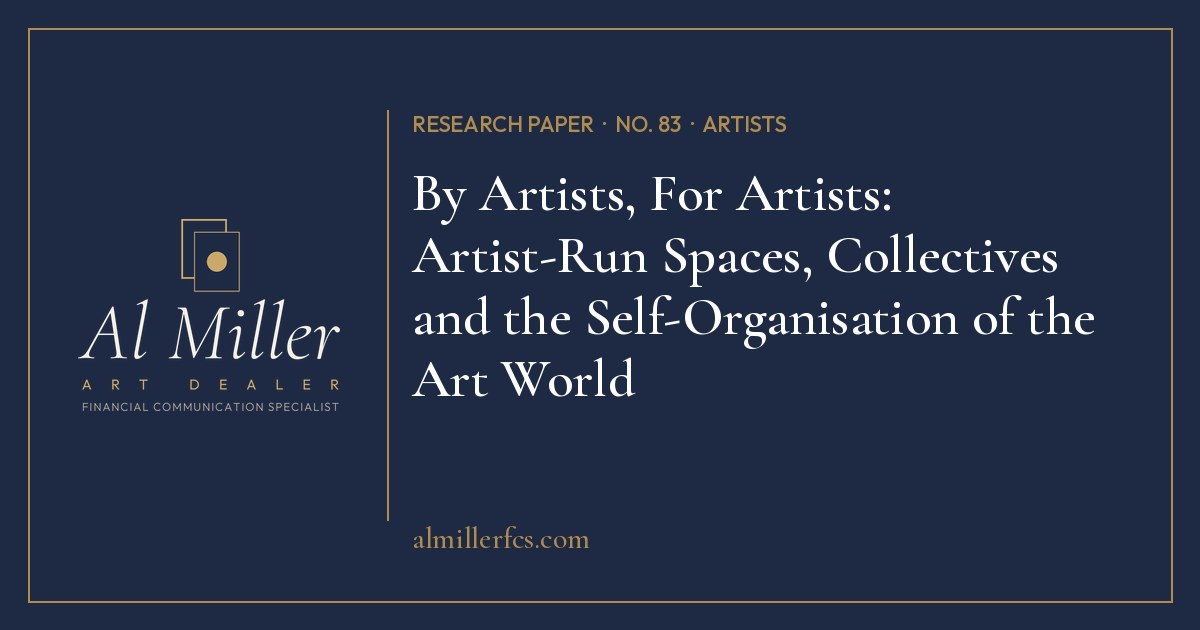 Al Miller
ART DEALER
FINANCIAL COMMUNICATION SPECIALIST
RESEARCH PAPER · NO. 83 · ARTISTS
By Artists, For Artists:
Artist-Run Spaces, Collectives
and the Self-Organisation of the
Art World
almillerfcs.com